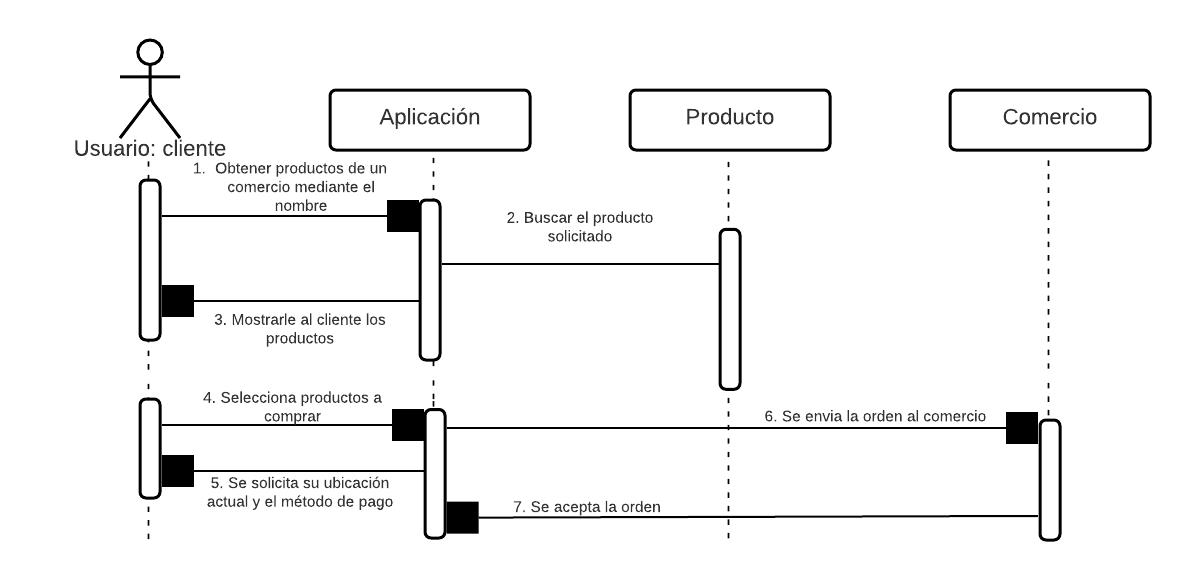 Usuario: cliente
Aplicación
Producto
Comercio
1. Obtener productos de un
comercio mediante el
nombre
2. Buscar el producto
solicitado
3. Mostrarle al cliente los
productos
4. Selecciona productos a
comprar
5. Se solicita su ubicación
actual y el método de pago
6. Se envia la orden al comercio
7. Se acepta la orden